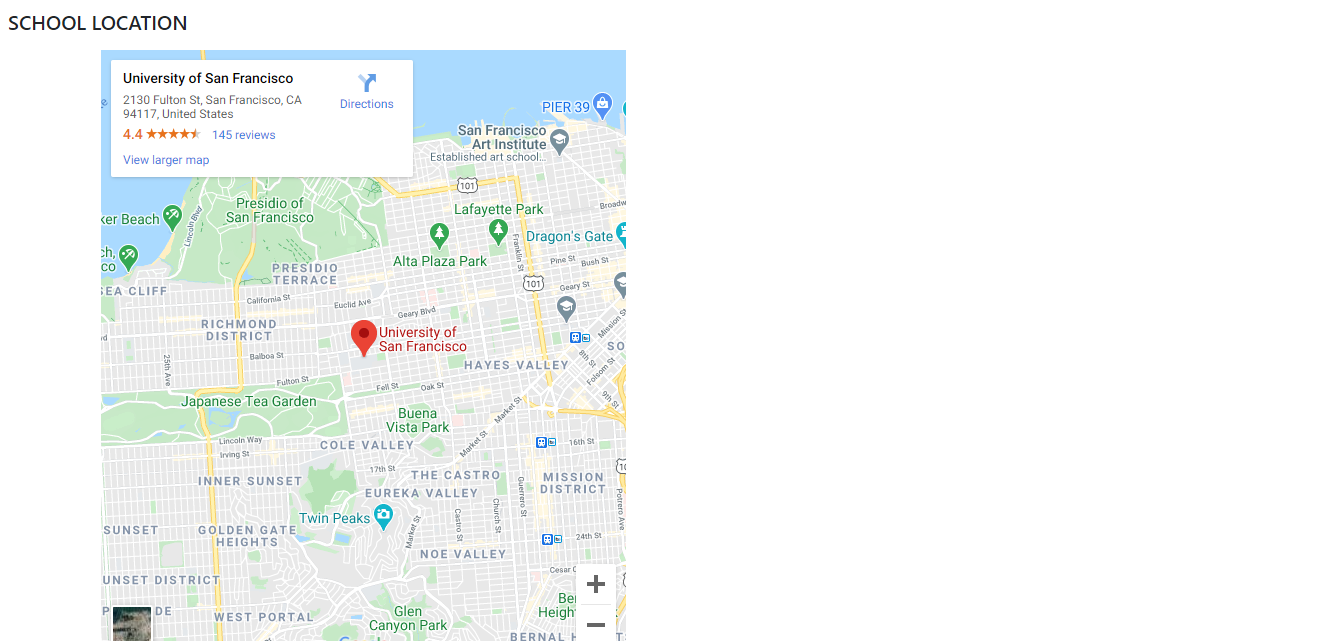 SCHOOL LOCATION
University of San Francisco
2130 Fulton St, San Francisco, CA
94117, United States
Directions
4.4
145 reviews
View larger map
PIER 39
San Francisco
Art Institute
Established art school...
101
Presidio of
San Francisco
Lafayette Park
Broadw
ker Beach
Lincoln Blvd
Franklin St
Dragon's Gate
ch,
co
Alta Plaza Park
Pine St
Bush St
PRESIDIO
TERRACE
101
Geary St
SEA CLIFF
California St
Euclid Ave
Geary Blvd
RICHMOND
DISTRICT
University of
San Francisco
Mission St
SO
Balboa St
25th Ave
HAYES VALLEY
8th St
Folsom St
Fulton St
Fell St
Oak St
9th St
Japanese Tea Garden
Buena
Vista Park
Market St
Lincoln Way
Irving St
COLE VALLEY
Market St
16th St
17th St
THE CASTRO
MISSION
DISTRICT
INNER SUNSET
EUREKA VALLEY
Guerrero St
Potrero Ave
Twin Peaks
Market St
Castro St
Church St
SUNSET
GOLDEN GATE
HEIGHTS
24th St
NOE VALLEY
Cesar C
UNSET DISTRICT
P
DE
WEST PORTAL
Glen
Canyon Park
Be
Height
BERNAL H
TS